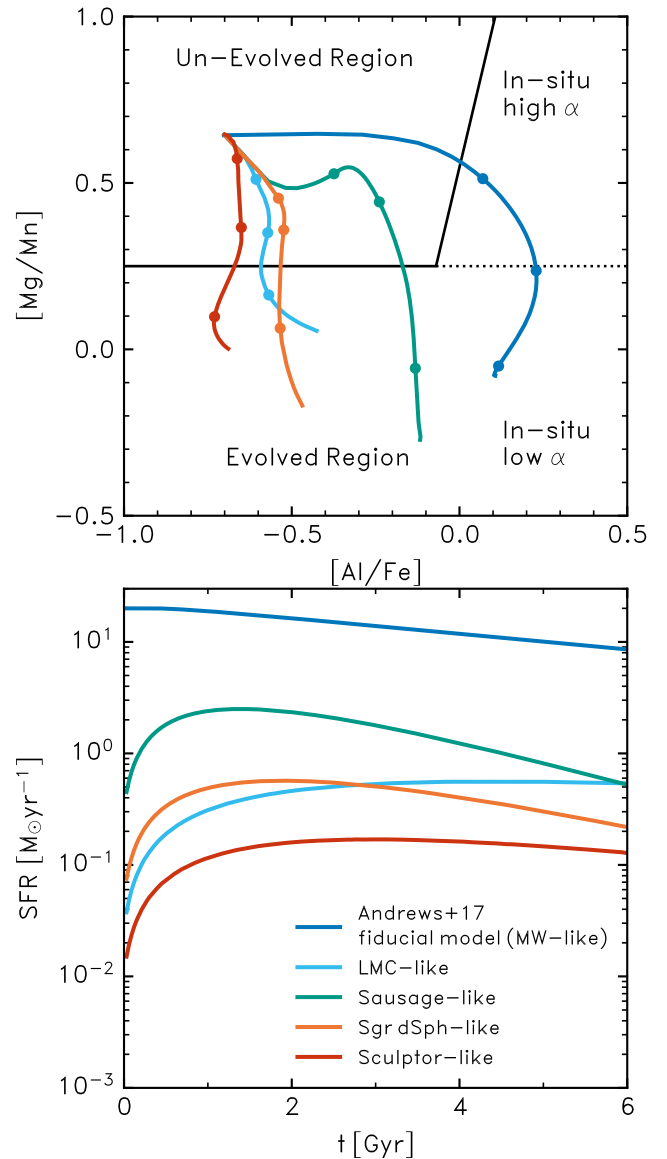 1.0
Un−Evolved Region
In−situ
high α
0.5
[Mg/Mn]
0.0
In−situ
low α
Evolved Region
−0.5
−1.0 −0.5 0.0 0.5
[Al/Fe]
10¹
10⁰
SFR [M⊙yr⁻¹]
10⁻¹
Andrews+17
fiducial model (MW−like)
LMC−like
10⁻²
Sausage−like
Sgr dSph−like
Sculptor−like
10⁻³
0 2 4 6
t [Gyr]